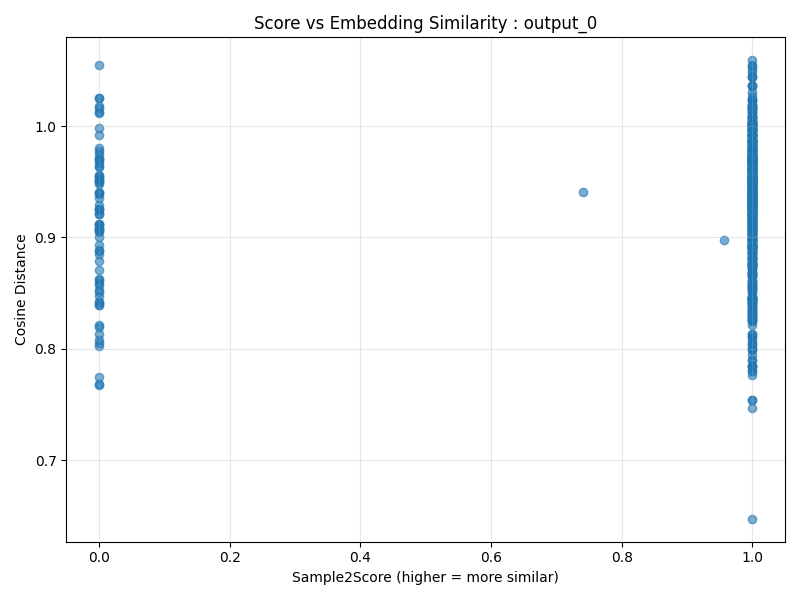 Score vs Embedding Similarity : output_0
Cosine Distance
1.0
0.9
0.8
0.7
0.0 0.2 0.4 0.6 0.8 1.0
Sample2Score (higher = more similar)